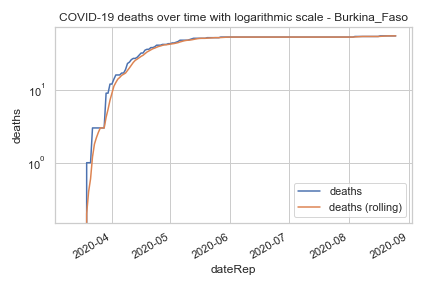 COVID-19 deaths over time with logarithmic scale - Burkina_Faso
deaths
10¹
10⁰
deaths
deaths (rolling)
2020-04
2020-05
2020-06
2020-07
2020-08
2020-09
dateRep